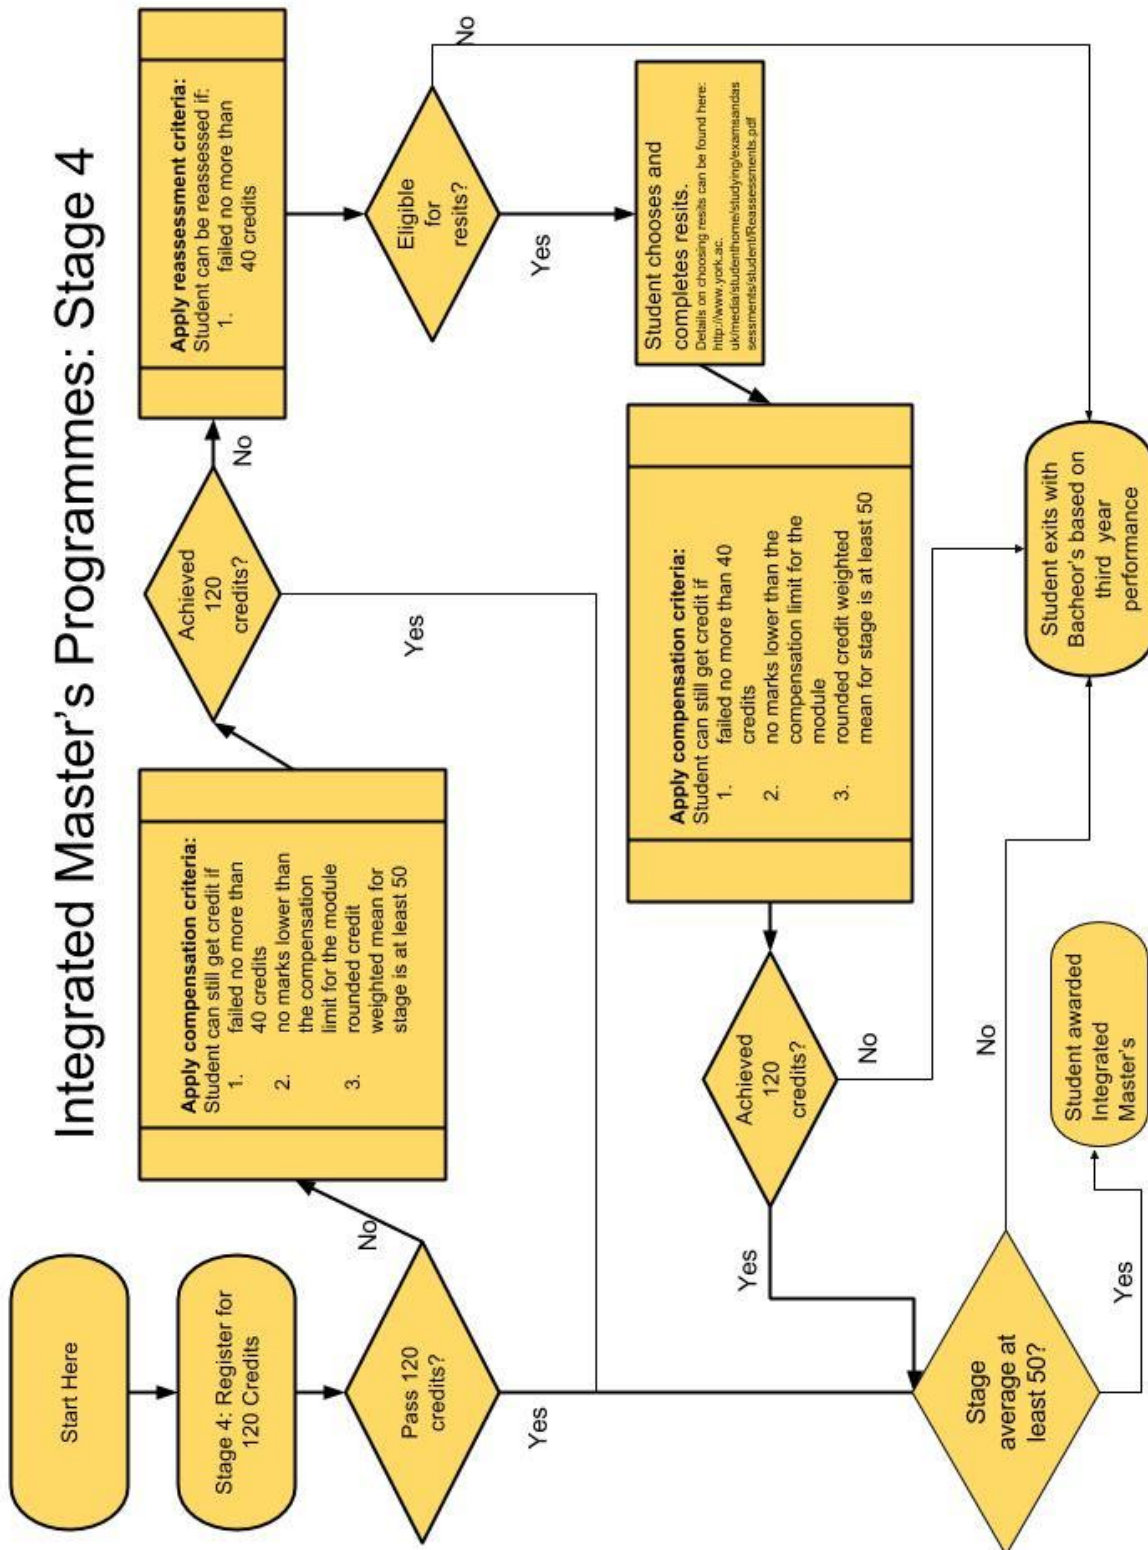 Integrated Master's Programmes: Stage 4
Start Here
Stage 4: Register for
120 Credits
Pass 120
credits?
No
Yes
Apply compensation criteria:
Student can still get credit if
1. failed no more than
40 credits
2. no marks lower than
the compensation
limit for the module
3. rounded credit
weighted mean for
stage is at least 50
Achieved
120
credits?
No
Yes
Apply reassessment criteria:
Student can be reassessed if:
1. failed no more than
40 credits
Eligible
for
resits?
No
Yes
Student chooses and
completes resits.
Details on choosing resits can be found here:
http://www.york.ac.
uk/media/studenthome/studying/examsandas
sessments/student/Reassessments.pdf
Apply compensation criteria:
Student can still get credit if
1. failed no more than 40
credits
2. no marks lower than the
compensation limit for the
module
3. rounded credit weighted
mean for stage is at least 50
Achieved
120
credits?
No
Yes
Stage
average at
least 50?
No
Yes
Student awarded
Integrated
Master's
Student exits with
Bacheor's based on
third year
performance